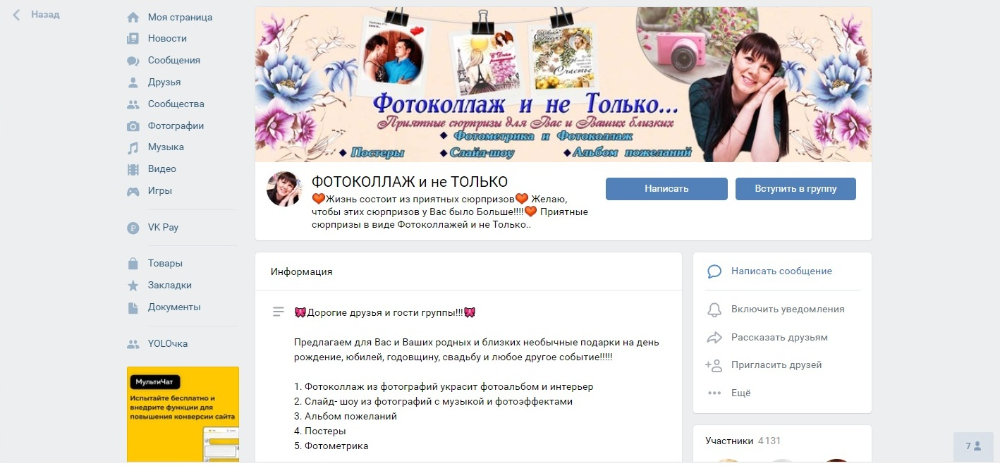 Назад
Моя страница
Новости
Сообщения
Друзья
Сообщества
Фотографии
Музыка
Видео
Игры
VK Pay
Товары
Закладки
Документы
YOLOчка
МультиЧат
Испытайте бесплатно и
внедрите функции для
повышения конверсии сайта
Фотоколлаж и не Только...
Приятные сюрпризы для Вас и Ваших близких
Фотометрика и Фотоколлаж
Постеры
Слайд-шоу
Альбом пожеланий
ФОТОКОЛЛАЖ и не ТОЛЬКО
Жизнь состоит из приятных сюрпризов Желаю,
чтобы этих сюрпризов у Вас было Больше!!!! Приятные
сюрпризы в виде Фотоколлажей и не Только..
Написать
Вступить в группу
Информация
Дорогие друзья и гости группы!!!
Предлагаем для Вас и Ваших родных и близких необычные подарки на день
рождение, юбилей, годовщину, свадьбу и любое другое событие!!!!!
1. Фотоколлаж из фотографий украсит фотоальбом и интерьер
2. Слайд- шоу из фотографий с музыкой и фотоэффектами
3. Альбом пожеланий
4. Постеры
5. Фотометрика
Написать сообщение
Включить уведомления
Рассказать друзьям
Пригласить друзей
Ещё
Участники 4 131
7